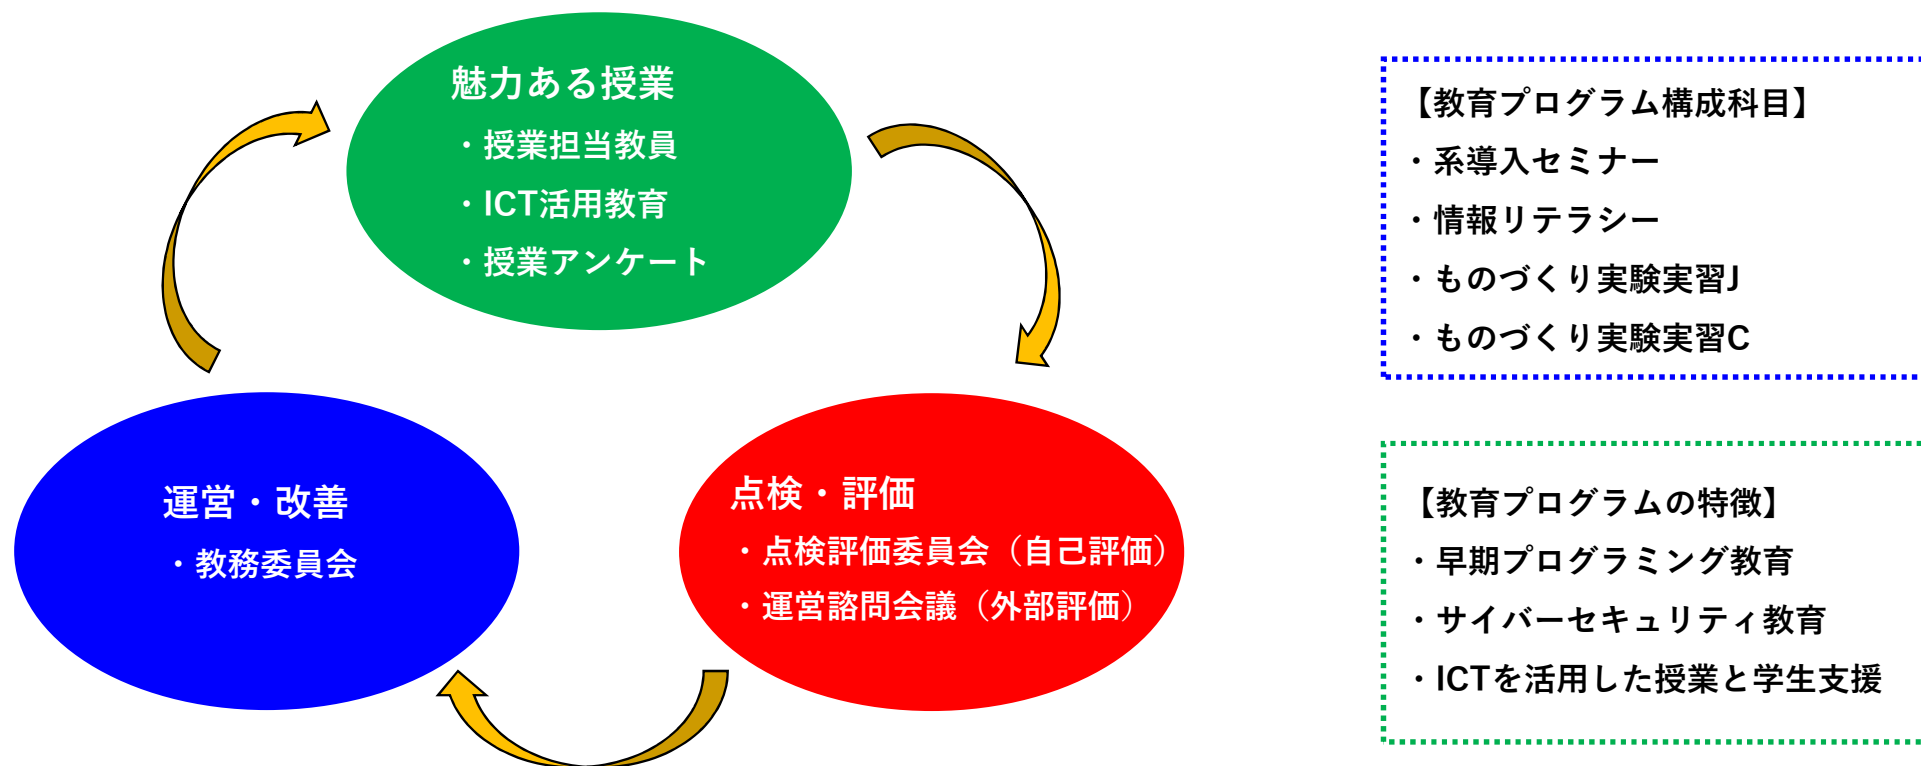 魅力ある授業
・授業担当教員
・ICT活用教育
・授業アンケート
運営・改善
・教務委員会
点検・評価
・点検評価委員会（自己評価）
・運営諮問会議（外部評価）
【教育プログラム構成科目】
・系導入セミナー
・情報リテラシー
・ものづくり実験実習J
・ものづくり実験実習C
【教育プログラムの特徴】
・早期プログラミング教育
・サイバーセキュリティ教育
・ICTを活用した授業と学生支援